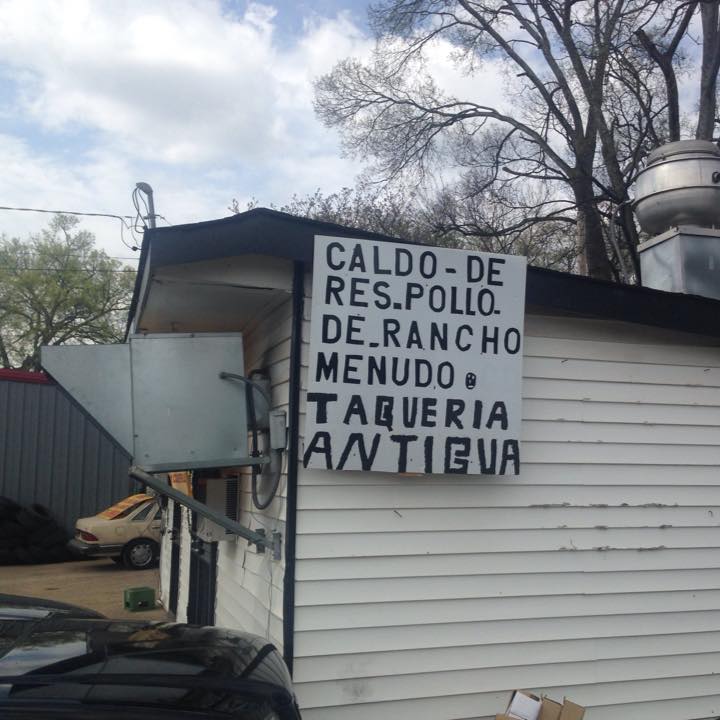 CALDO-DE
RES-POLLO-
DE-RANCHO
MENUDO
TAQUERIA
ANTIGUA